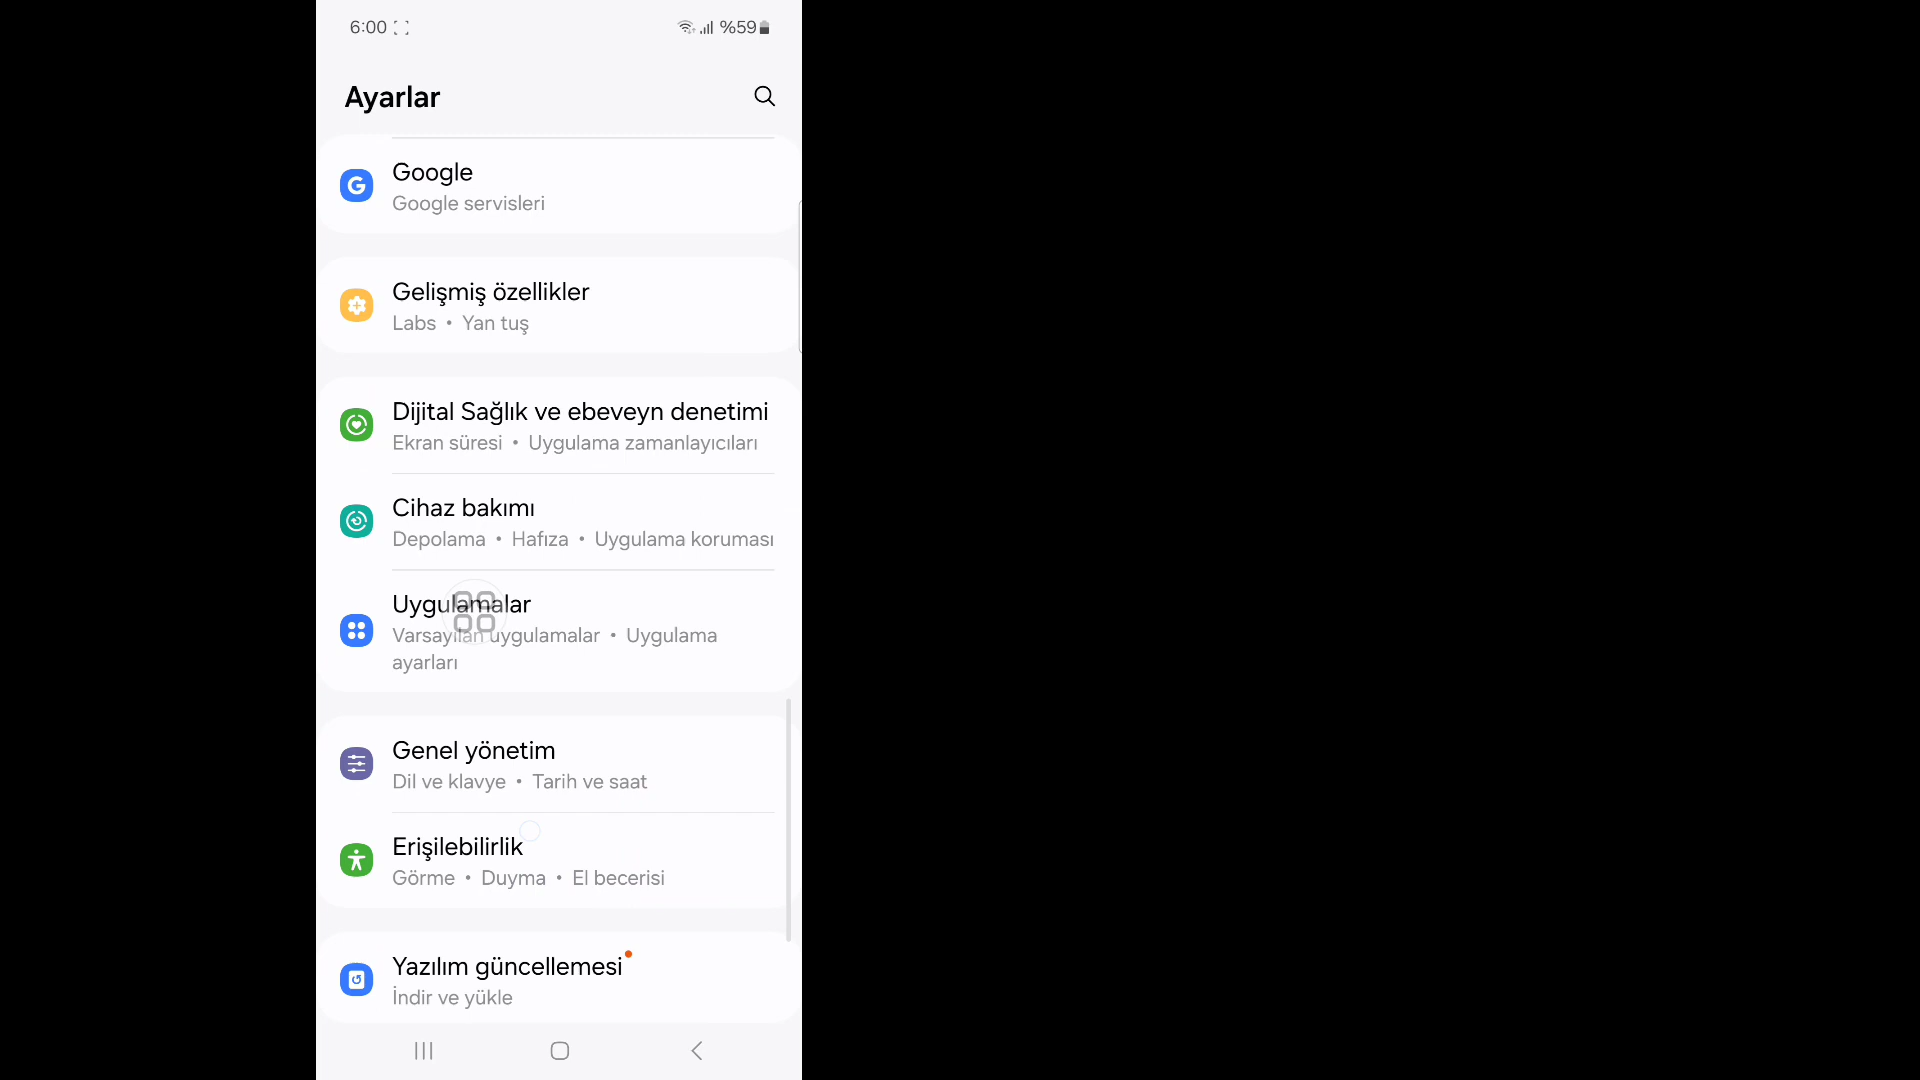 6:00
%59
Ayarlar
Google
Google servisleri
Gelişmiş özellikler
Labs • Yan tuş
Dijital Sağlık ve ebeveyn denetimi
Ekran süresi • Uygulama zamanlayıcıları
Cihaz bakımı
Depolama • Hafıza • Uygulama koruması
Uygulamalar
Varsayılan uygulamalar • Uygulama
ayarları
Genel yönetim
Dil ve klavye • Tarih ve saat
Erişilebilirlik
Görme • Duyma • El becerisi
Yazılım güncellemesi
İndir ve yükle